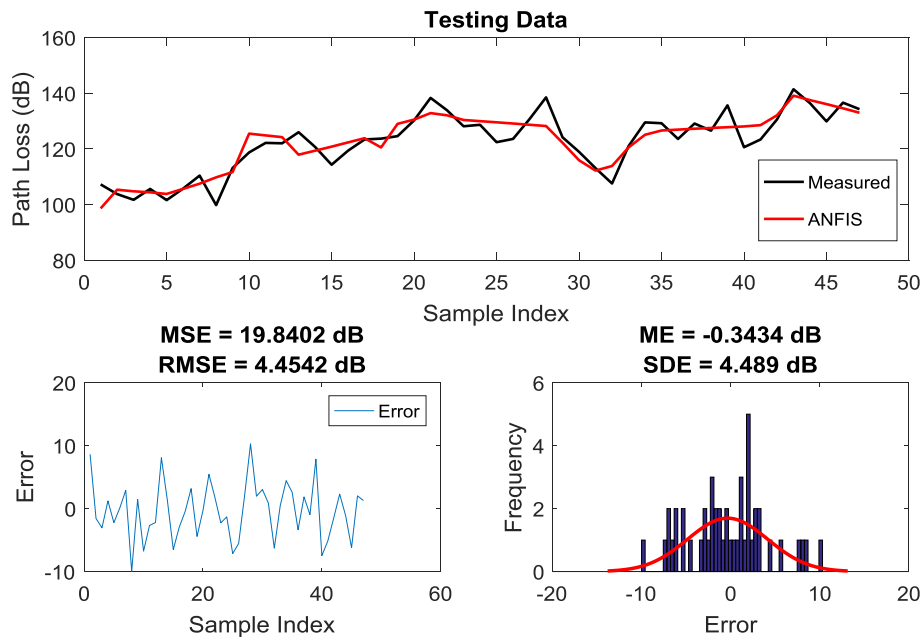 Testing Data
Path Loss (dB)
160
140
120
100
80
0 5 10 15 20 25 30 35 40 45 50
Sample Index
Measured
ANFIS
MSE = 19.8402 dB
RMSE = 4.4542 dB
Error
20
10
0
-10
0 20 40 60
Sample Index
Error
ME = -0.3434 dB
SDE = 4.489 dB
Frequency
6
4
2
0
-20 -10 0 10 20
Error